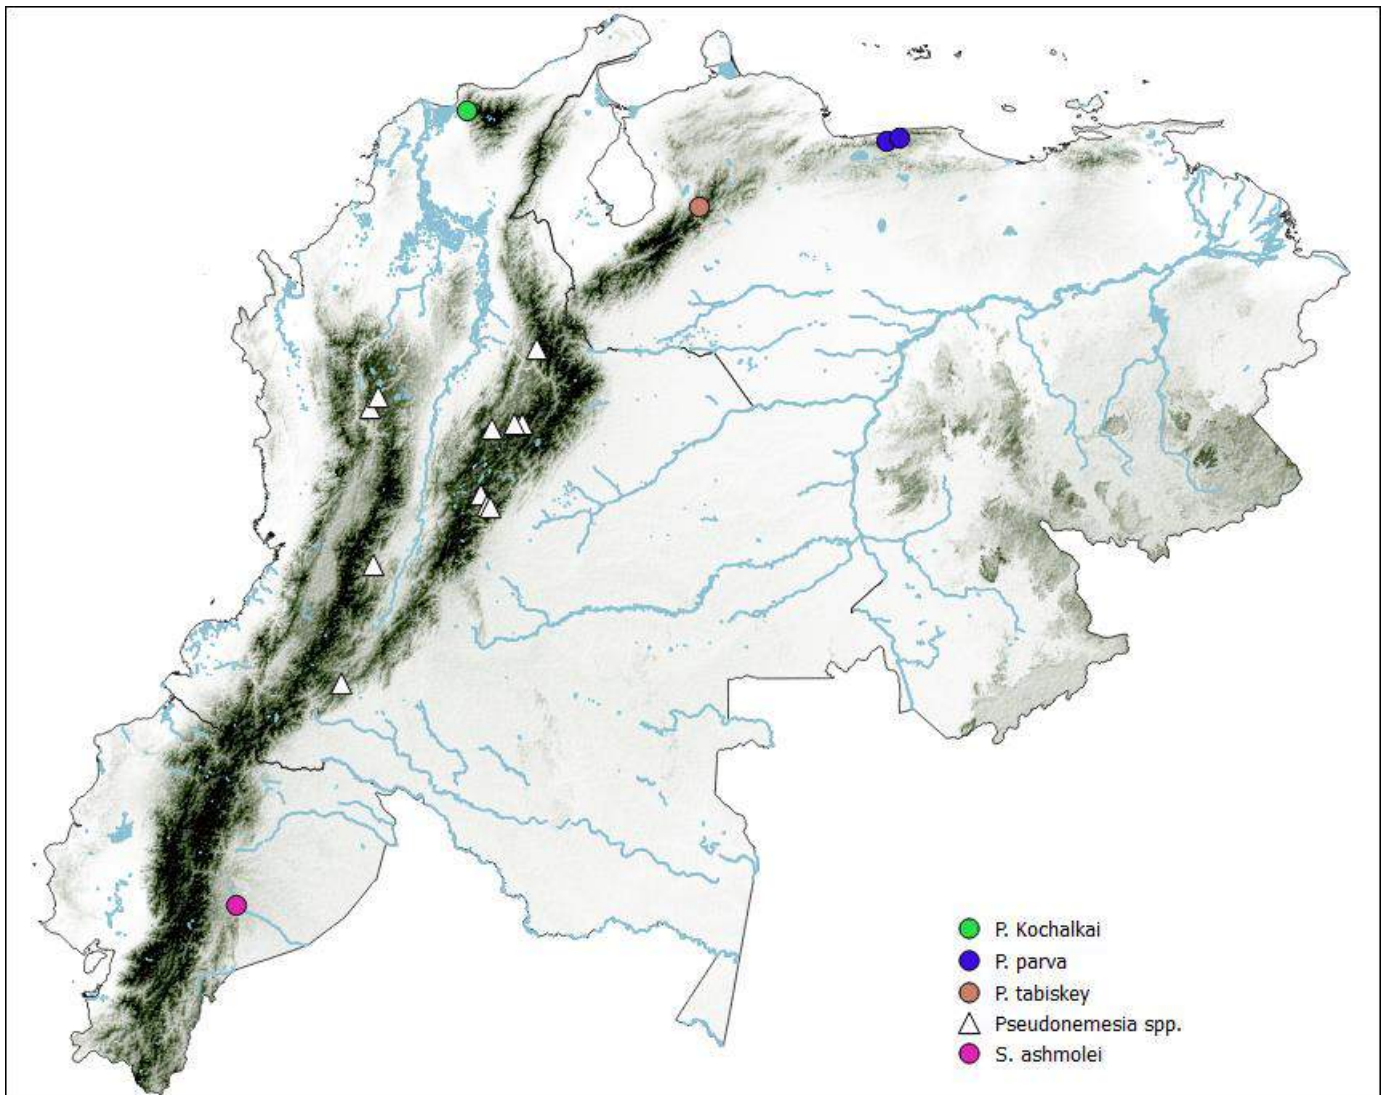 P. Kochalkai
P. parva
P. tabiskey
Pseudonemesia spp.
S. ashmolei